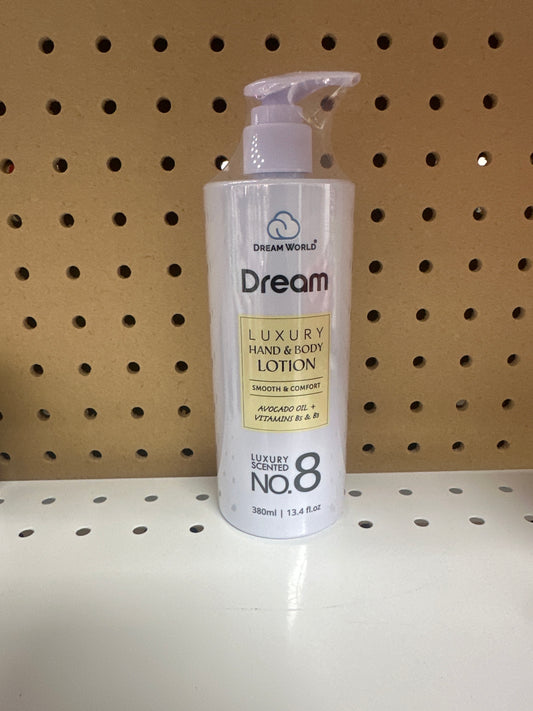 DREAM WORLD®
Dream
LUXURY
HAND & BODY
LOTION
SMOOTH & COMFORT
AVOCADO OIL +
VITAMINS B5 & B3
LUXURY
SCENTED
NO.8
380ml | 13.4 fl.oz